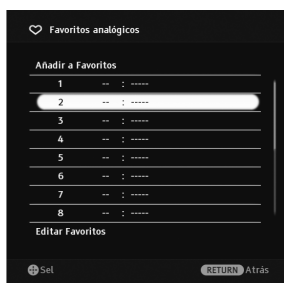 Favoritos analógicos
Añadir a Favoritos
1 -- : -----
2 -- : -----
3 -- : -----
4 -- : -----
5 -- : -----
6 -- : -----
7 -- : -----
8 -- : -----
Editar Favoritos
Sel RETURN Atrás